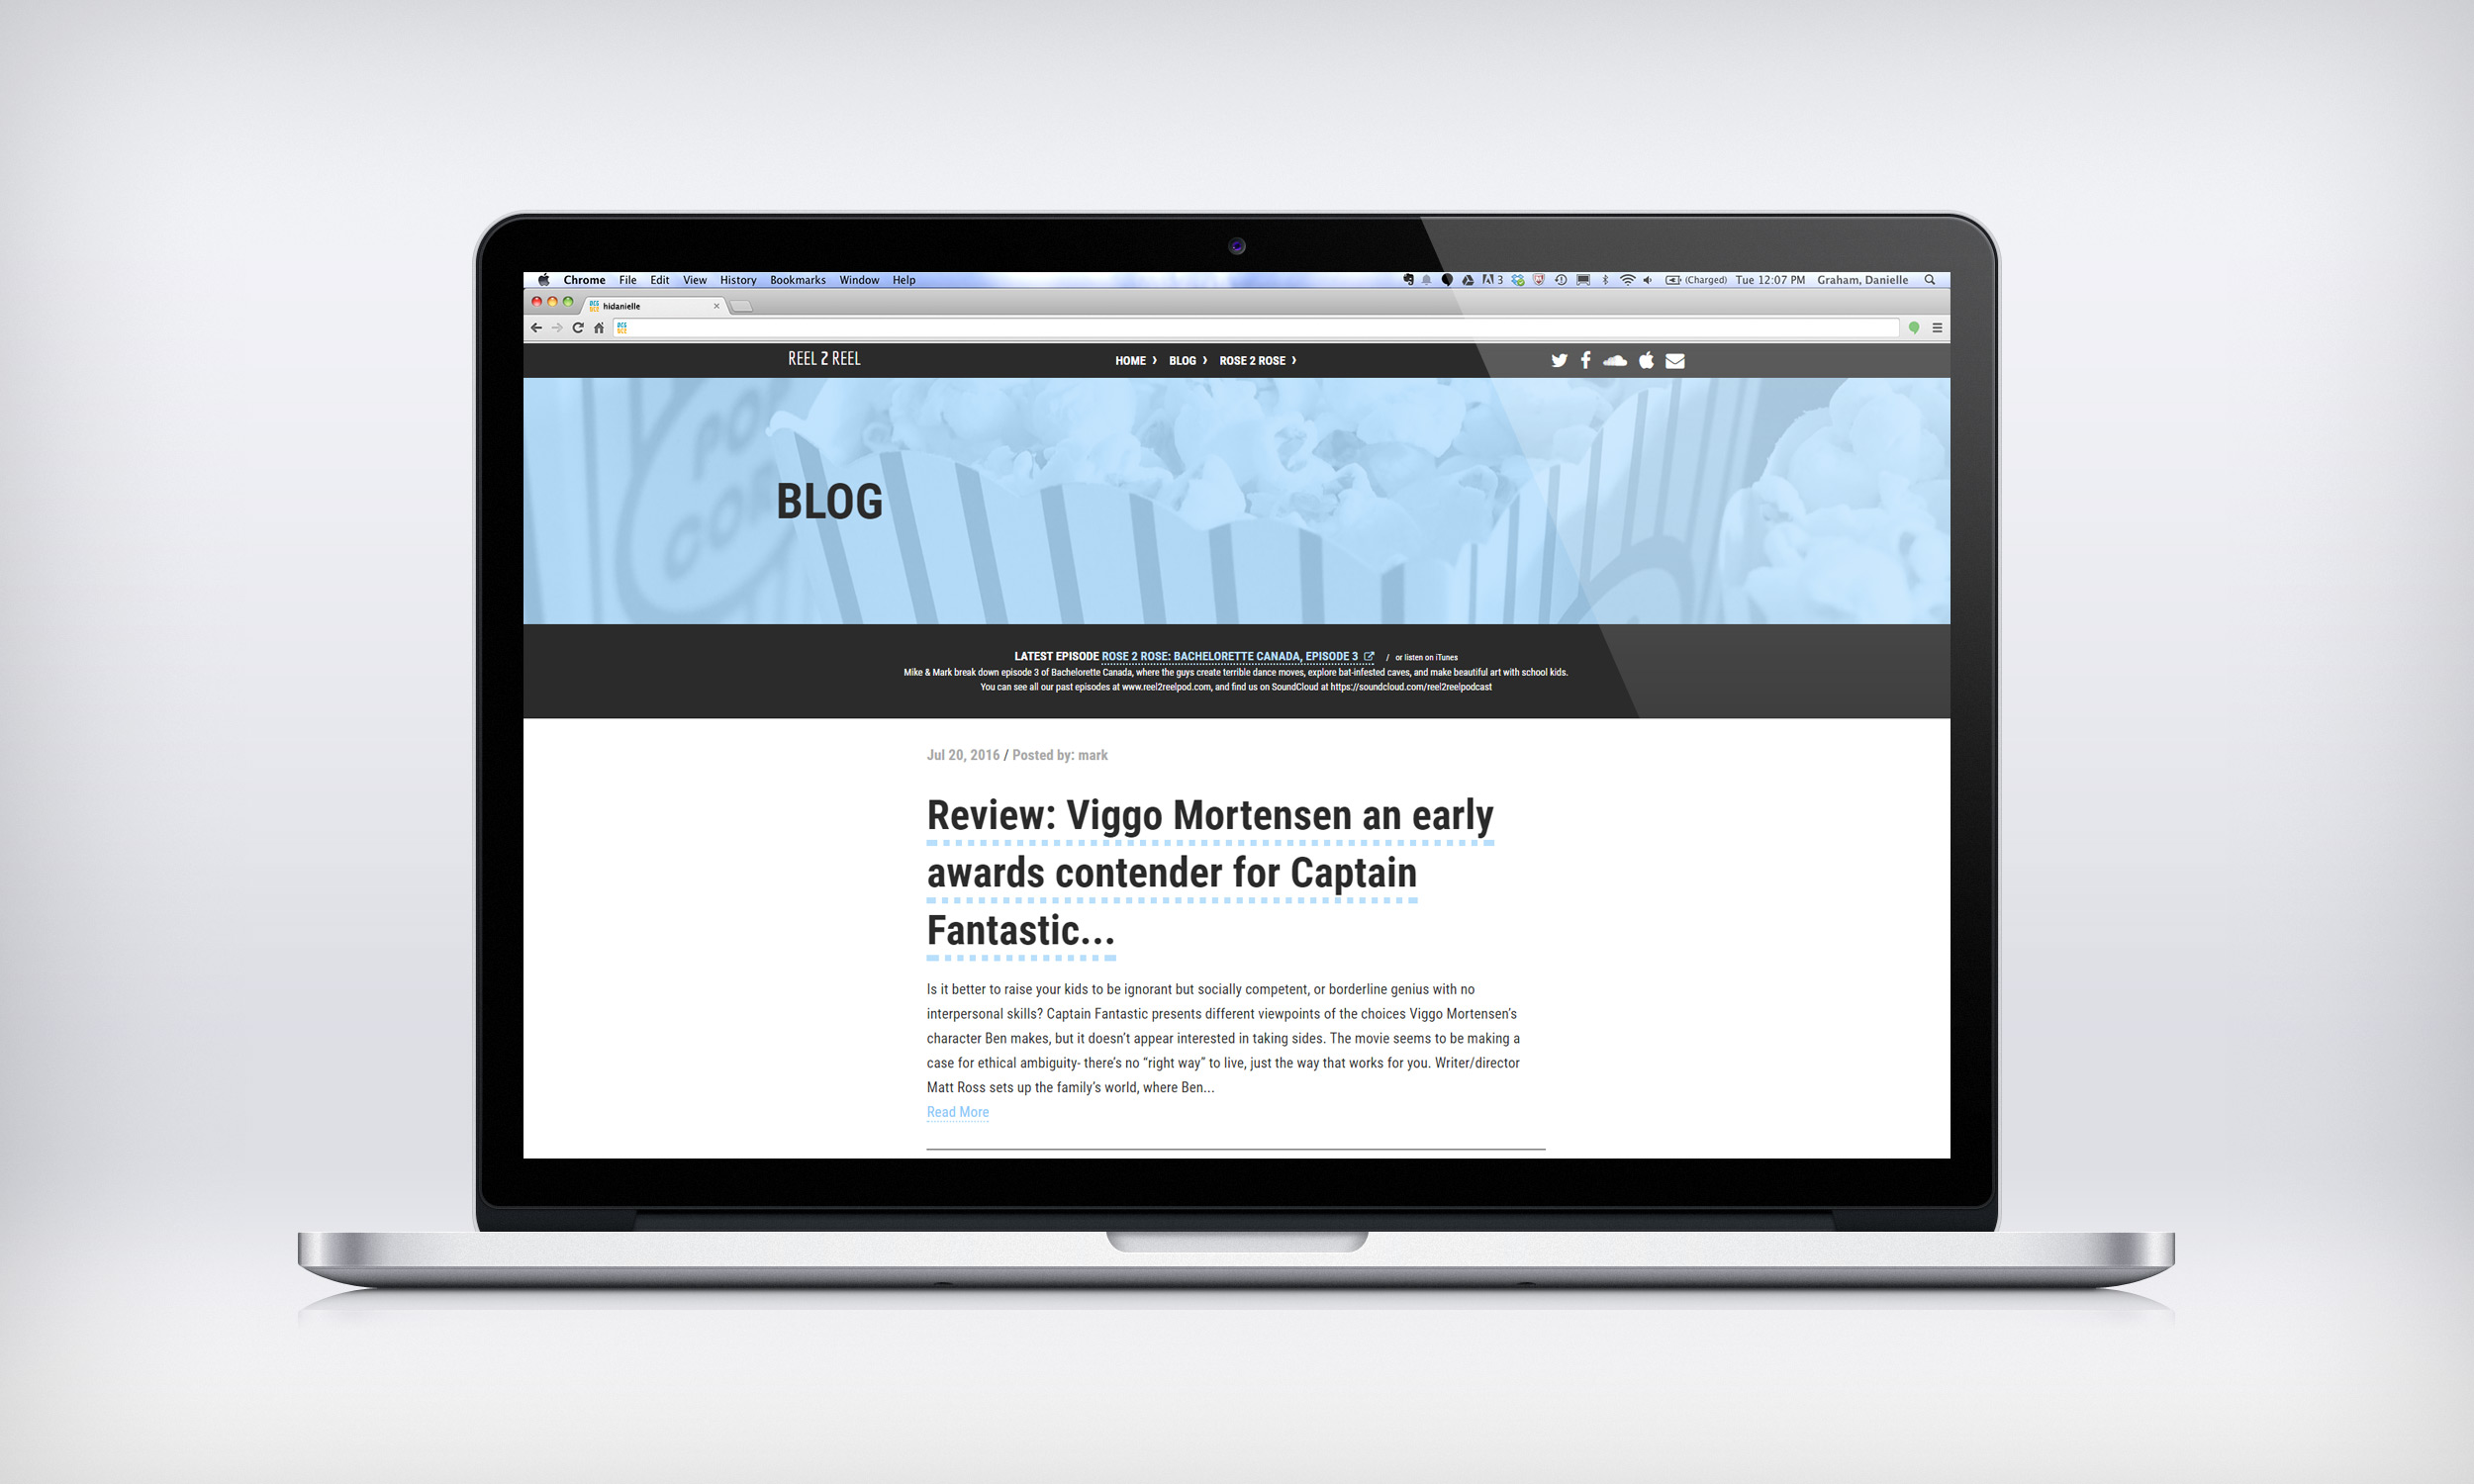 Chrome File Edit View History Bookmarks Window Help 3 (Charged) Tue 12:07 PM Graham, Danielle
hidanielle
REEL 2 REEL HOME BLOG ROSE 2 ROSE
POP
CORN
BLOG
LATEST EPISODE ROSE 2 ROSE: BACHELORETTE CANADA, EPISODE 3 / or listen on iTunes
Mike & Mark break down episode 3 of Bachelorette Canada, where the guys create terrible dance moves, explore bat-infested caves, and make beautiful art with school kids.
You can see all our past episodes at www.reel2reelpod.com, and find us on SoundCloud at https://soundcloud.com/reel2reelpodcast
Jul 20, 2016 / Posted by: mark
Review: Viggo Mortensen an early
awards contender for Captain
Fantastic...
Is it better to raise your kids to be ignorant but socially competent, or borderline genius with no
interpersonal skills? Captain Fantastic presents different viewpoints of the choices Viggo Mortensen’s
character Ben makes, but it doesn’t appear interested in taking sides. The movie seems to be making a
case for ethical ambiguity- there’s no “right way” to live, just the way that works for you. Writer/director
Matt Ross sets up the family’s world, where Ben...
Read More